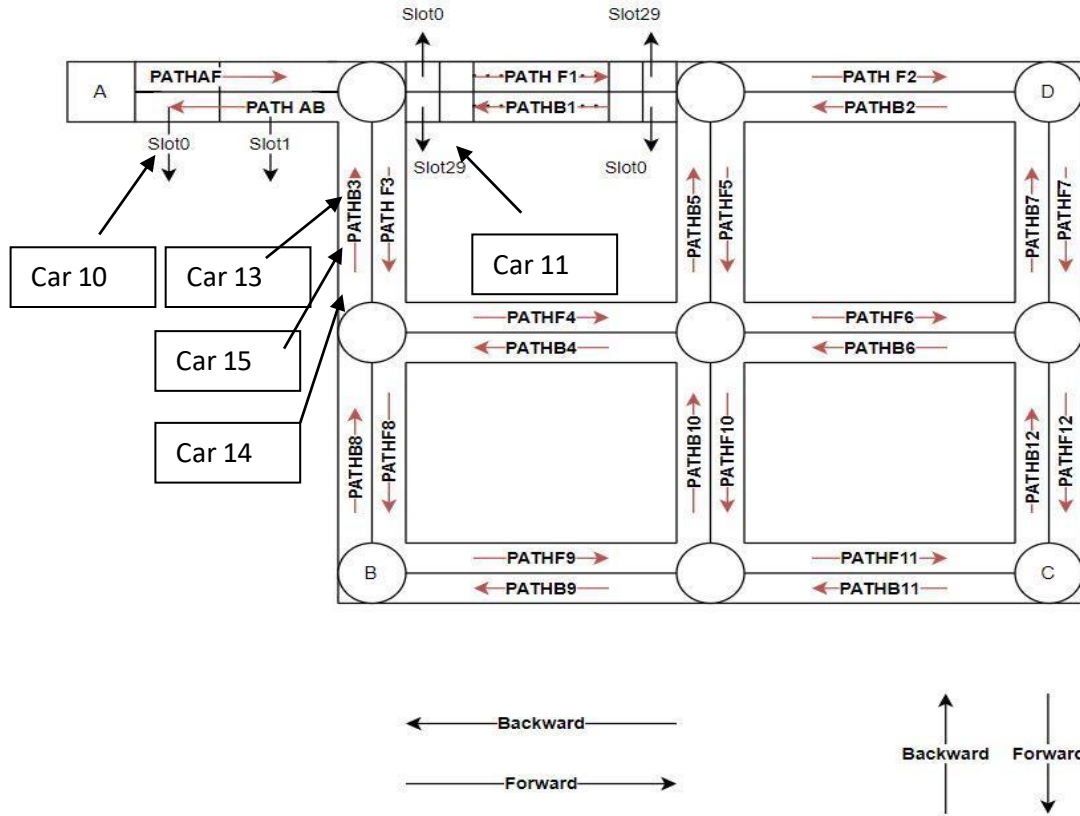 Slot0
Slot29
A
PATHAF
PATH F1
PATH F2
D
PATH AB
PATHB1
PATHB2
Slot0
Slot1
Slot29
Slot0
PATHB3
PATH F3
PATHB5
PATHF5
PATHB7
PATHF7
Car 10
Car 13
Car 11
PATHF4
PATHF6
Car 15
PATHB4
PATHB6
Car 14
PATHB8
PATHF8
PATHB10
PATHF10
PATHB12
PATHF12
B
PATHF9
PATHF11
C
PATHB9
PATHB11
Backward
Backward
Forward
Forward